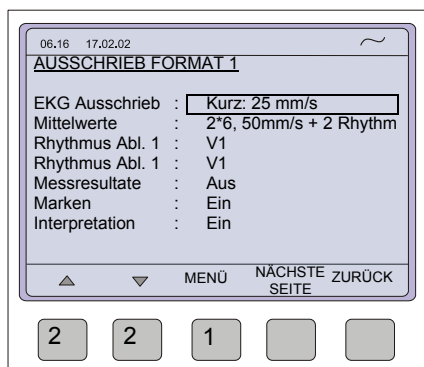 06.16 17.02.02
AUSSCHRIEB FORMAT 1
EKG Ausschrieb : Kurz: 25 mm/s
Mittelwerte : 2*6, 50mm/s + 2 Rhythm
Rhythmus Abl. 1 : V1
Rhythmus Abl. 1 : V1
Messresultate : Aus
Marken : Ein
Interpretation : Ein
MENÜ NÄCHSTE SEITE ZURÜCK
2 2 1